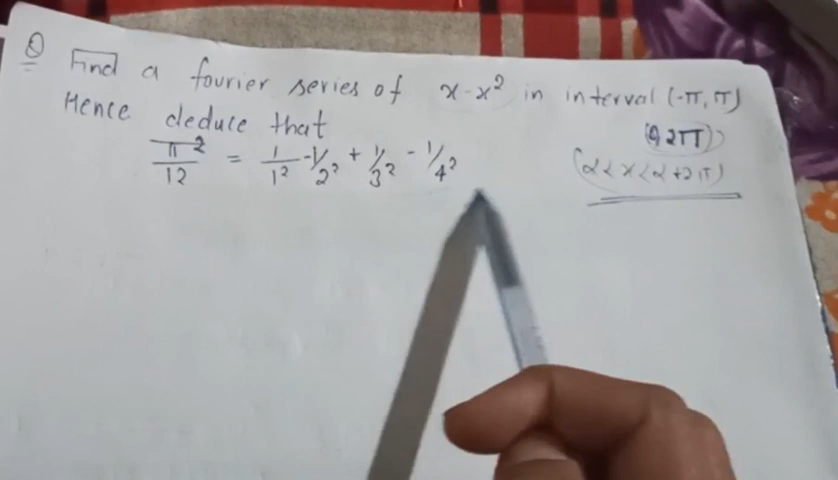 Q Find a fourier series of x-x² in interval (-π, π)
Hence deduce that
π²/12 = 1/1² - 1/2² + 1/3² - 1/4²
2π)
(α<x<α+2π)